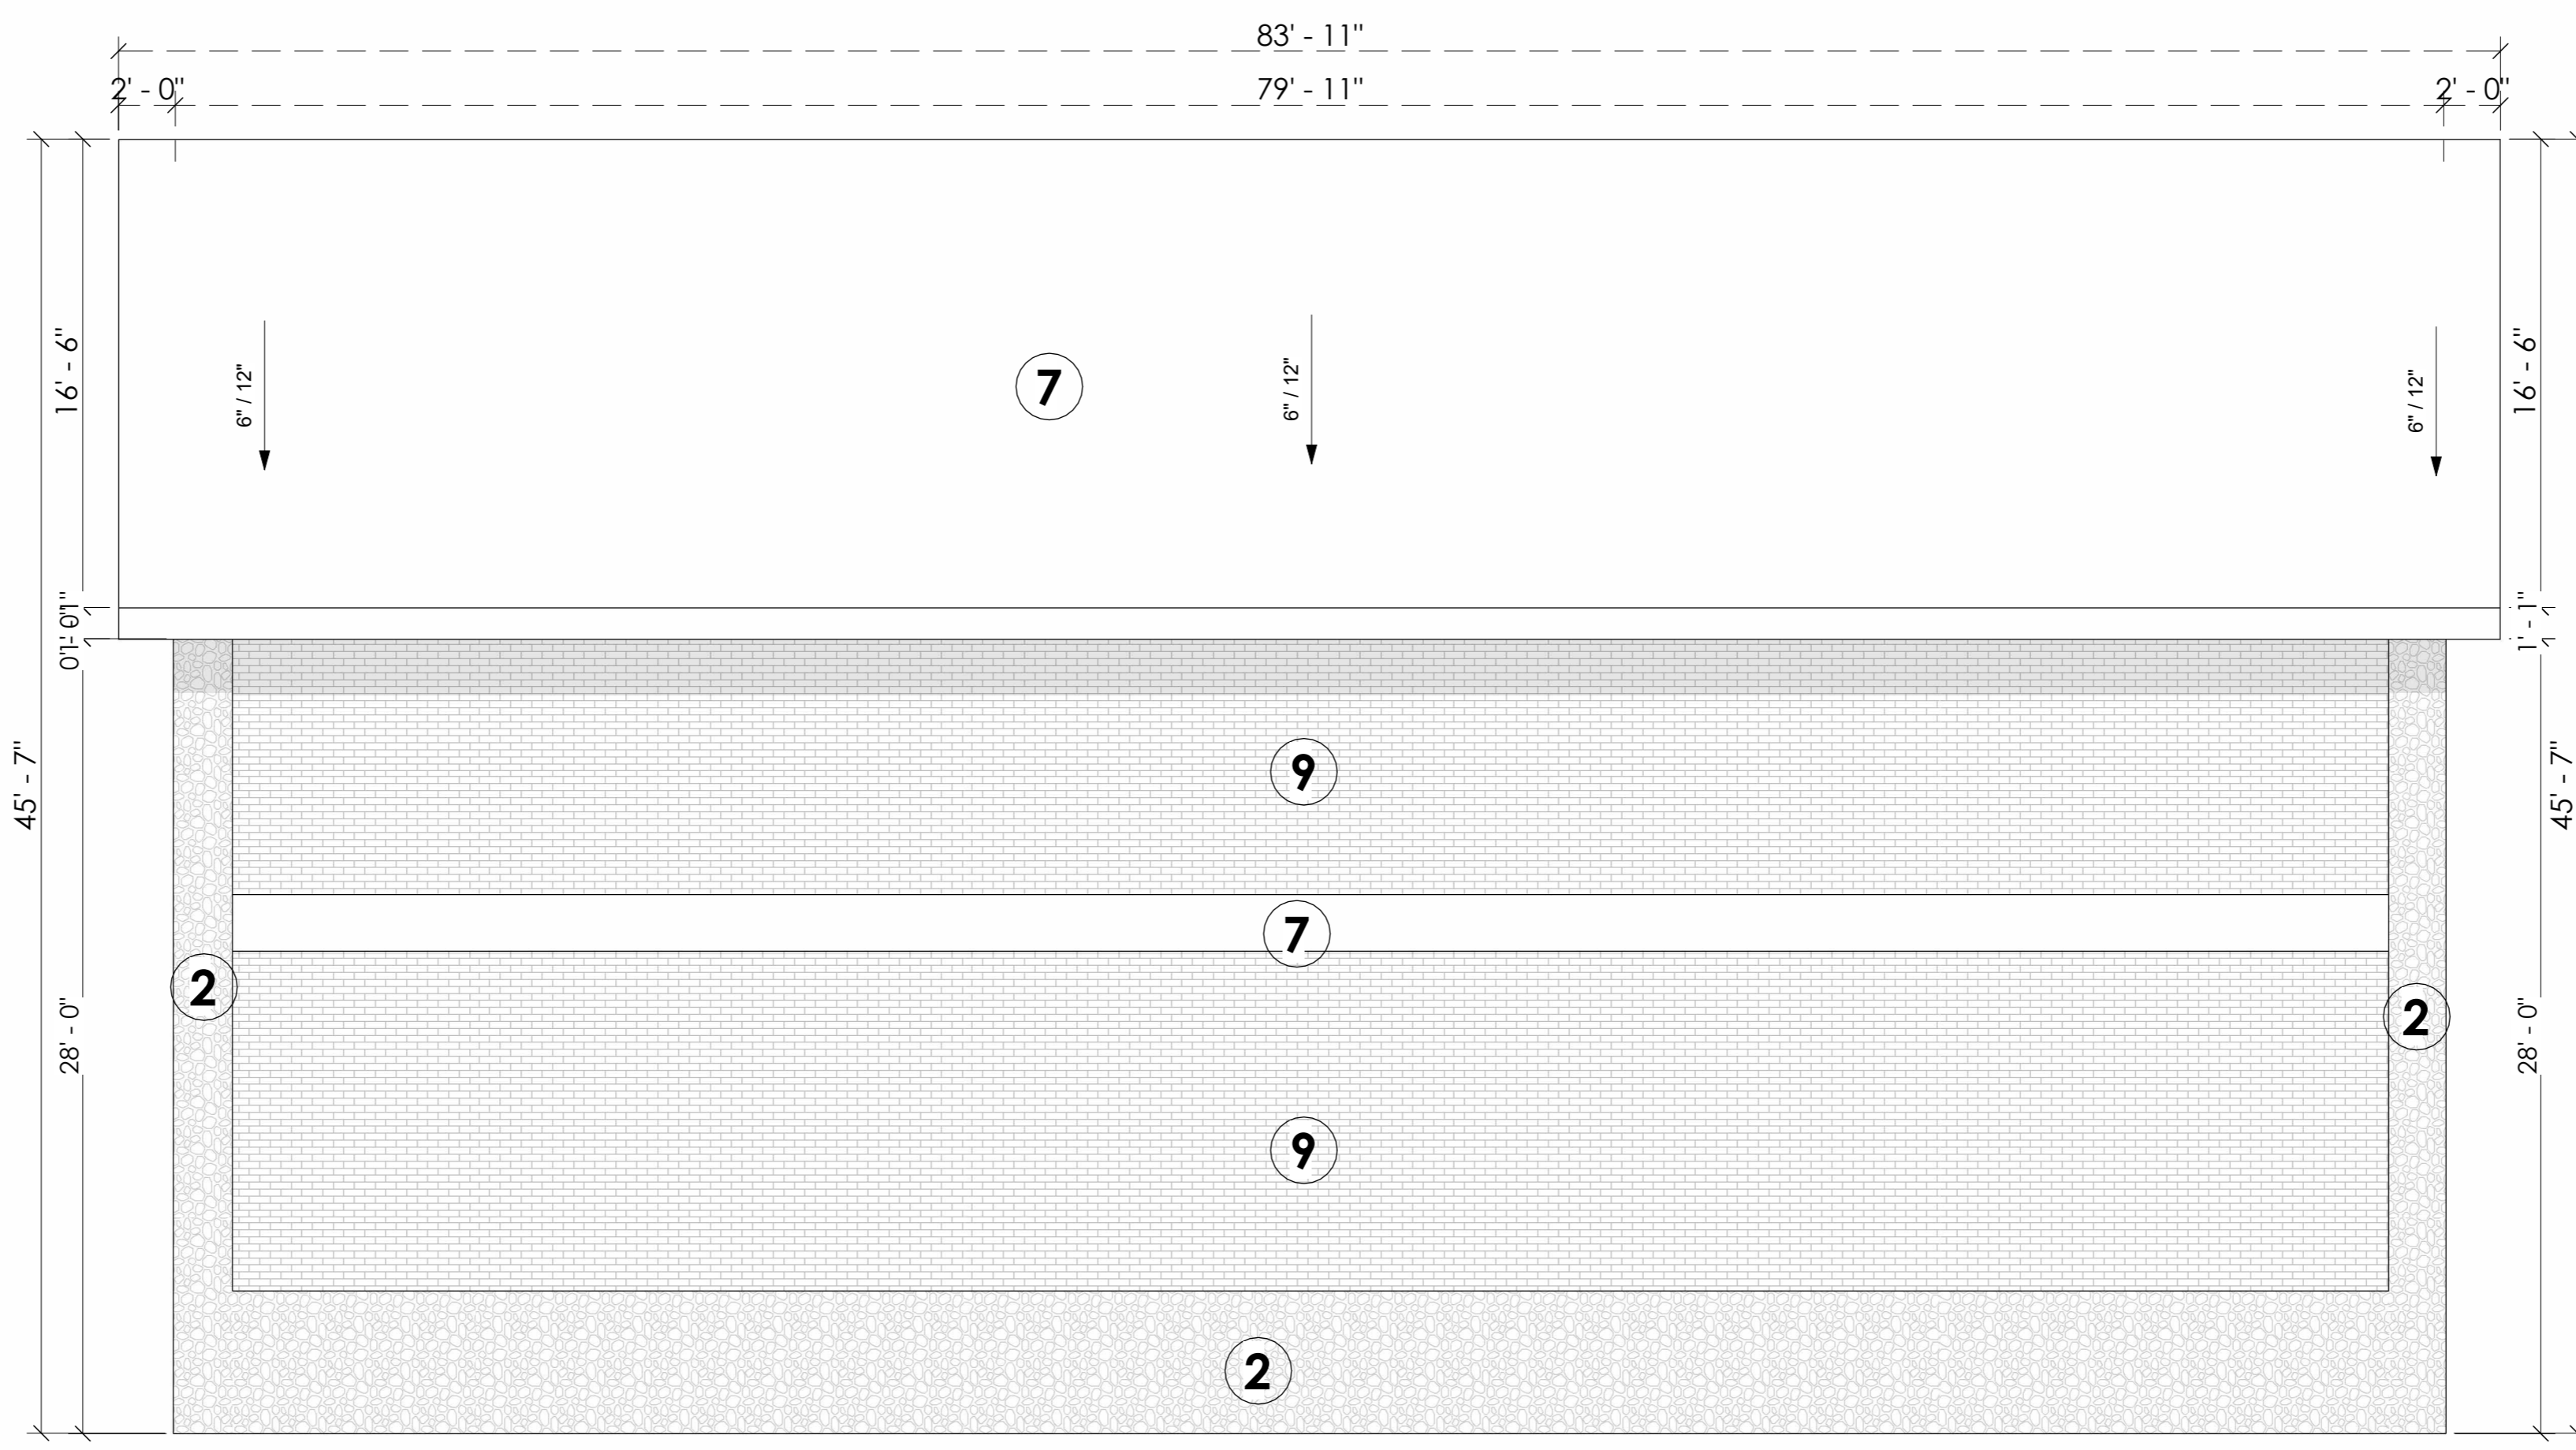 83' - 11"
2' - 0"
79' - 11"
2' - 0"
16' - 6"
6" / 12"
7
6" / 12"
6" / 12"
16' - 6"
1' - 1"
45' - 7"
9
45' - 7"
7
2
2
28' - 0"
28' - 0"
9
2